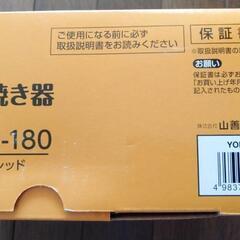 ご使用になる前に必ず
取扱説明書をお読みください
焼き器
-180
レッド
保証書
※取扱説明書の
お願い
保証書は必ず
「お買い上げ年月
記入されたもの
株式会社 山善
YO
4983